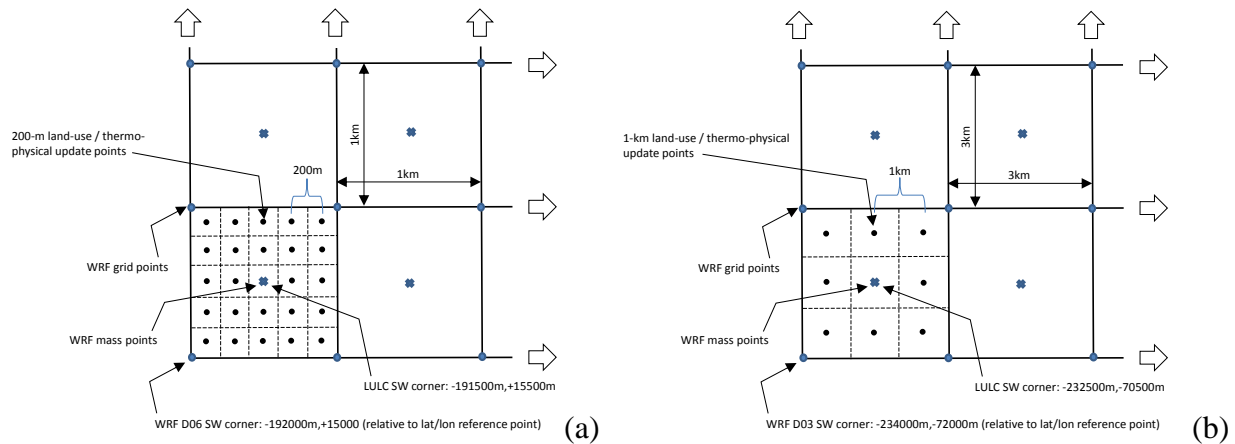 200-m land-use / thermo-
physical update points
200m
1km
1km
WRF grid points
WRF mass points
LULC SW corner: -191500m,+15500m
WRF D06 SW corner: -192000m,+15000 (relative to lat/lon reference point)
(a)
1-km land-use / thermo-physical
update points
1km
3km
3km
WRF grid points
WRF mass points
LULC SW corner: -232500m,-70500m
WRF D03 SW corner: -234000m,-72000m (relative to lat/lon reference point)
(b)